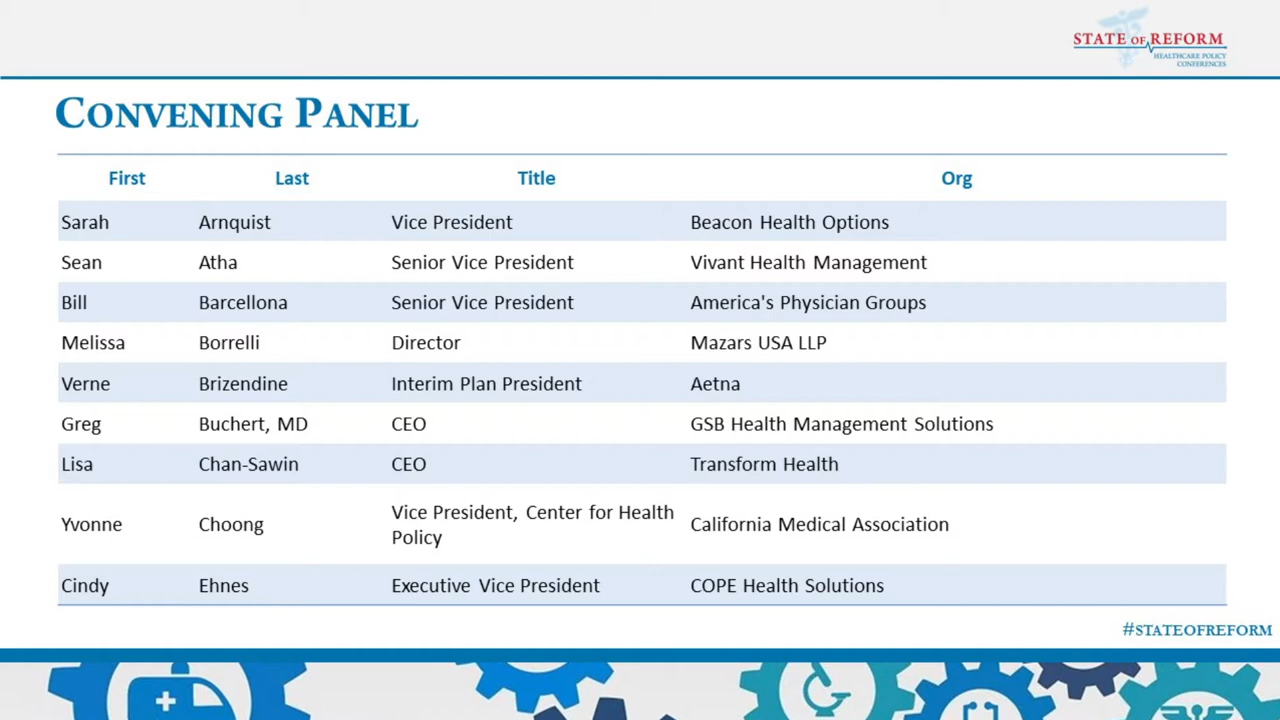 STATE OF REFORM
HEALTHCARE POLICY
CONFERENCES
CONVENING PANEL
First Last Title Org
Sarah Arnquist Vice President Beacon Health Options
Sean Atha Senior Vice President Vivant Health Management
Bill Barcellona Senior Vice President America's Physician Groups
Melissa Borrelli Director Mazars USA LLP
Verne Brizendine Interim Plan President Aetna
Greg Buchert, MD CEO GSB Health Management Solutions
Lisa Chan-Sawin CEO Transform Health
Yvonne Choong Vice President, Center for Health
Policy California Medical Association
Cindy Ehnes Executive Vice President COPE Health Solutions
#STATEOFREFORM